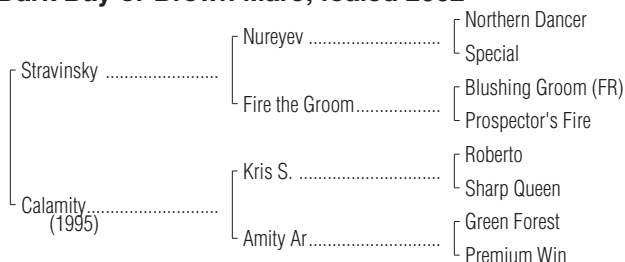 Dark Bay or Brown Mare; foaled 2002
Northern Dancer
Nureyev ................................
Special
Stravinsky ...........................
Blushing Groom (FR)
Fire the Groom.....................
Prospector's Fire
Roberto
Kris S. ..................................
Sharp Queen
Calamity...............................
(1995)
Green Forest
Amity Ar................................
Premium Win